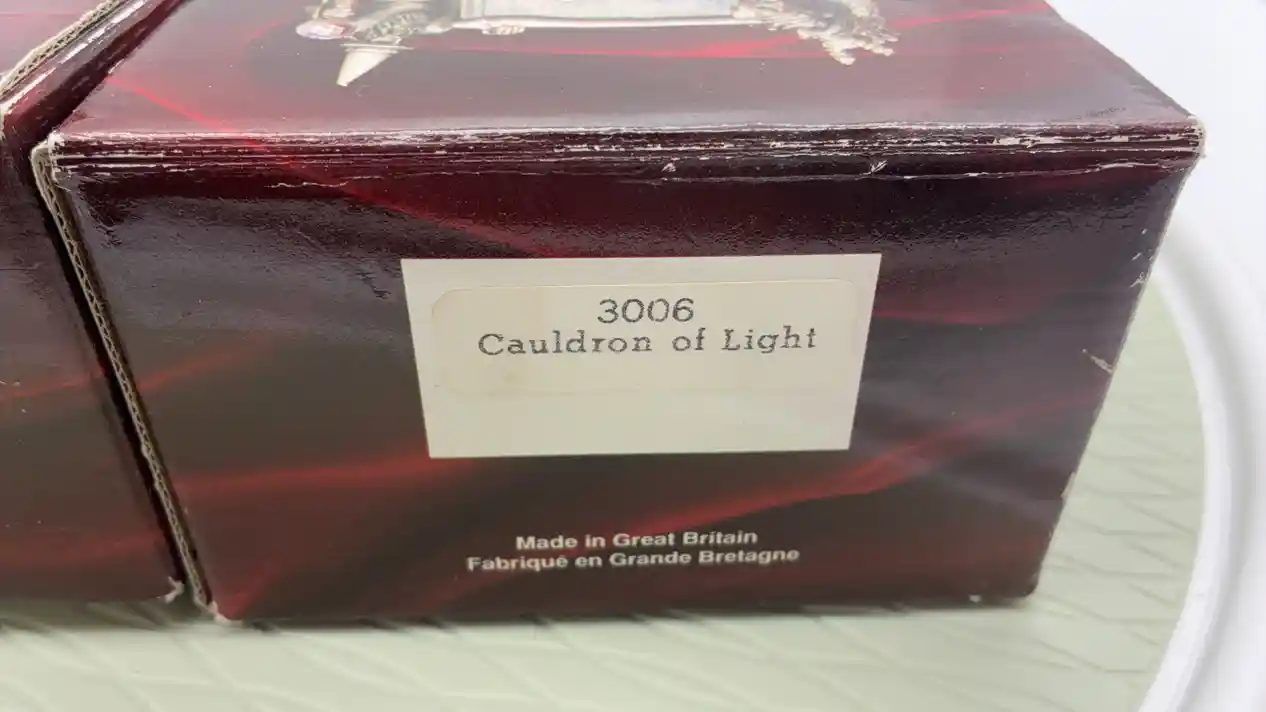 3006
Cauldron of Light
Made in Great Britain
Fabriqué en Grande Bretagne